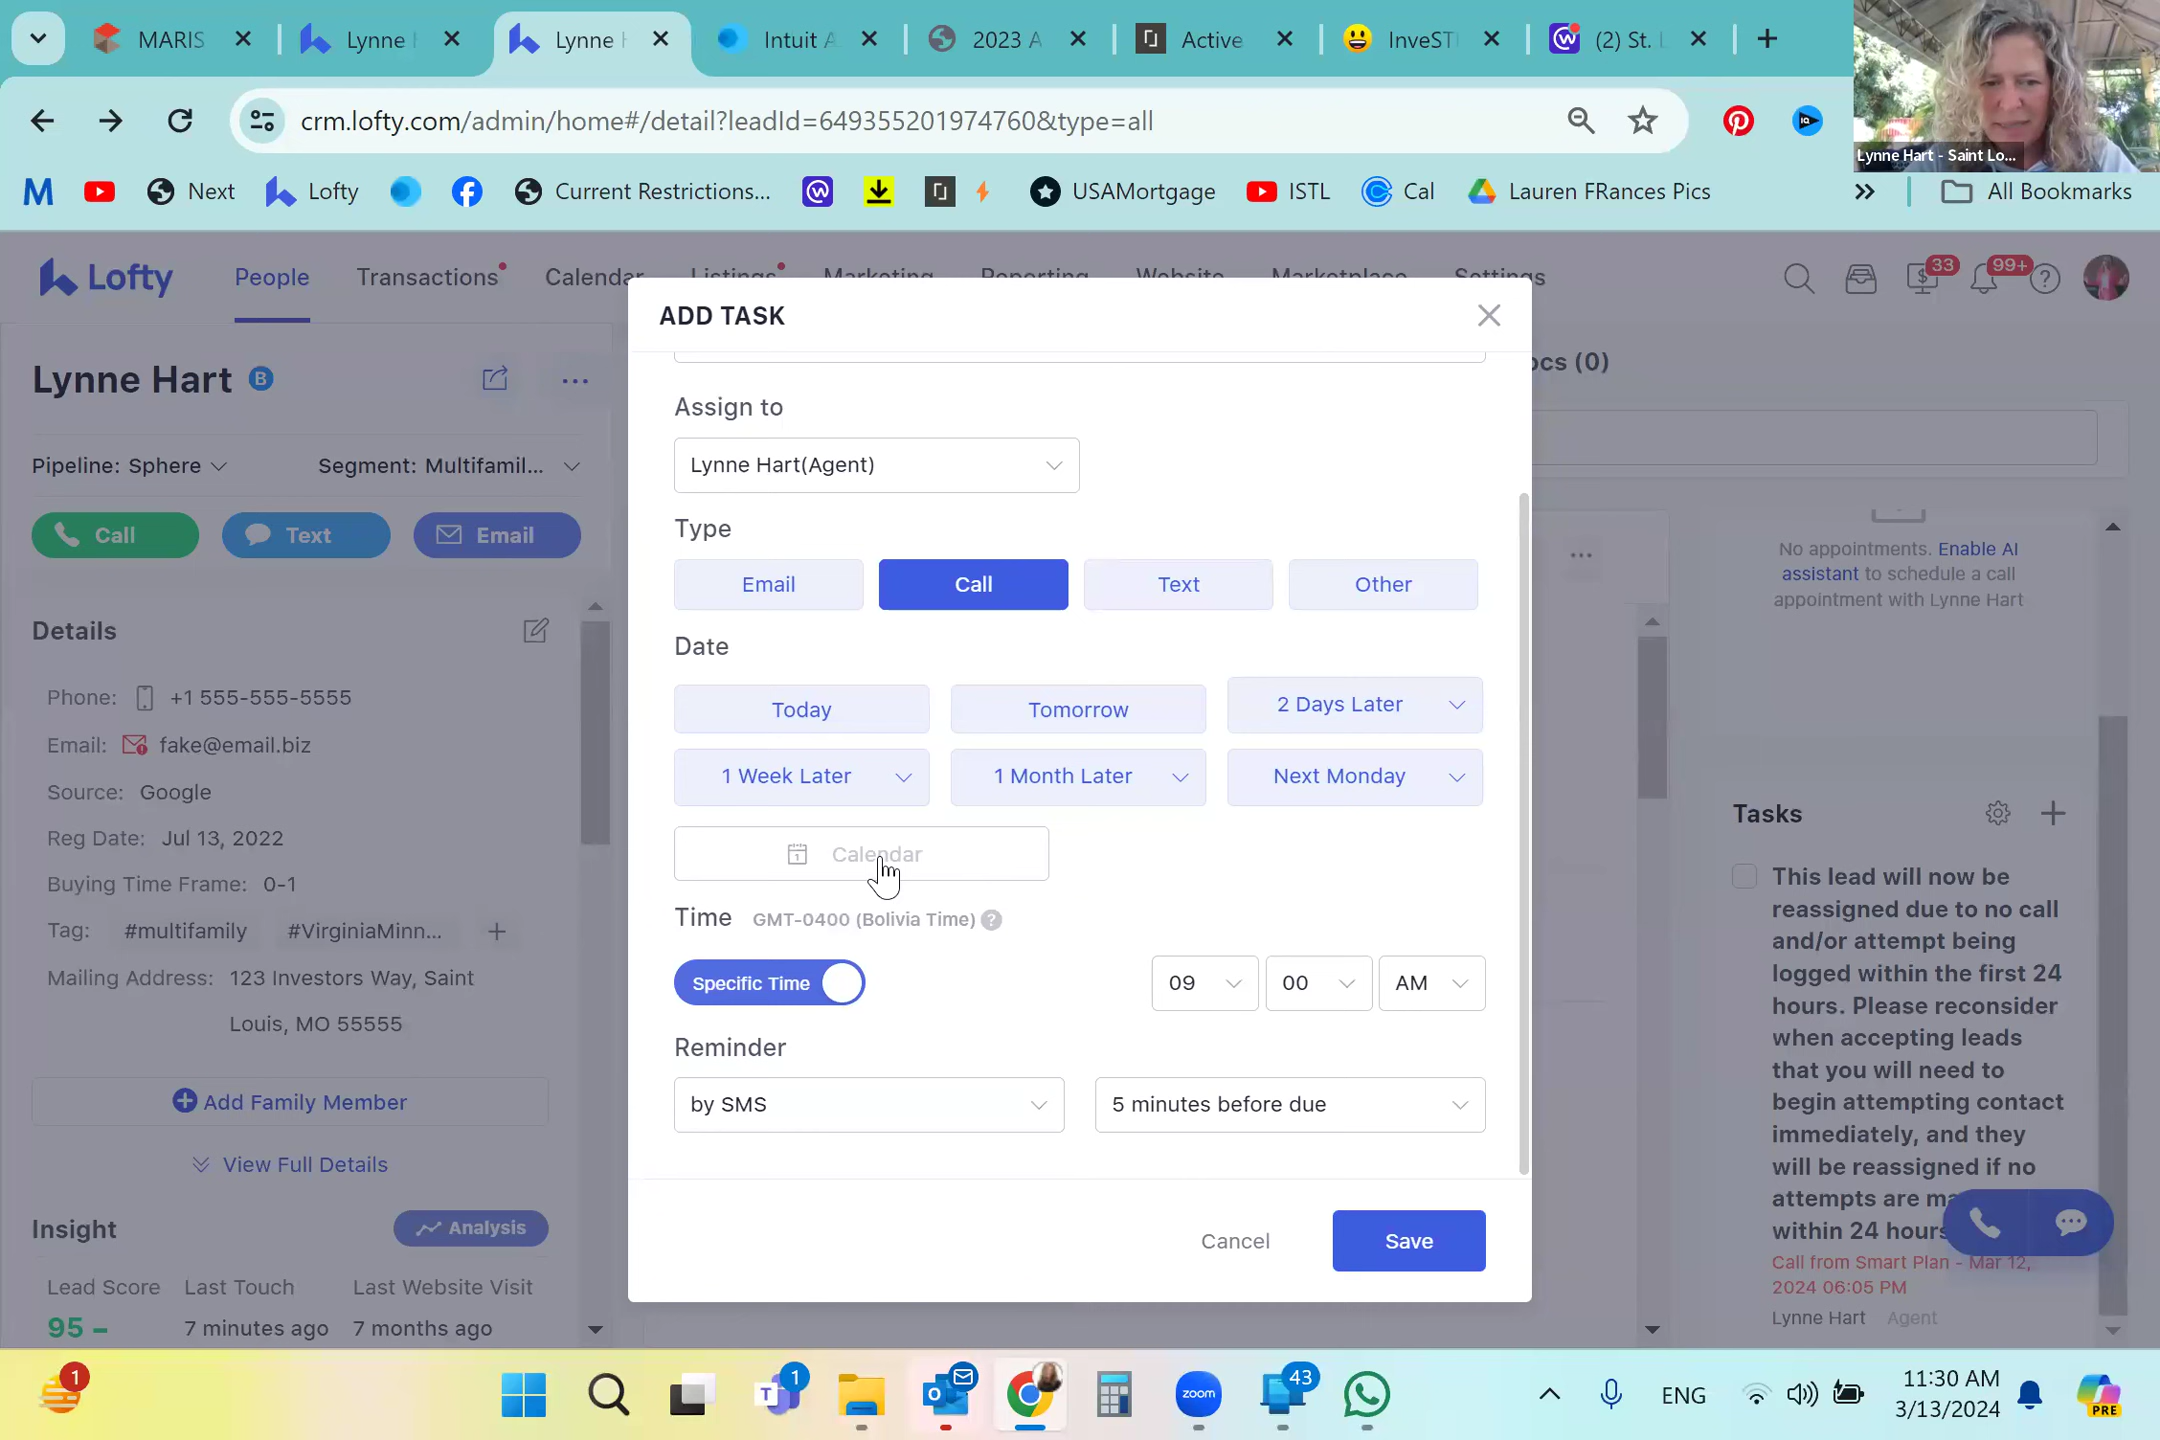 MARIS
Lynne
Lynne
Intuit A
2023 A
Active
InveST
(2) St.
crm.lofty.com/admin/home#/detail?leadId=649355201974760&type=all
Lynne Hart - Saint Lo...
Next
Lofty
Current Restrictions...
USAMortgage
ISTL
Cal
Lauren FRances Pics
All Bookmarks
Lofty
People
Transactions
Calendar
Listings
Marketing
Reporting
Website
Marketplace
Settings
33
99+
Lynne Hart B
Pipeline: Sphere
Segment: Multifamil...
Call
Text
Email
Details
Phone: +1 555-555-5555
Email: fake@email.biz
Source: Google
Reg Date: Jul 13, 2022
Buying Time Frame: 0-1
Tag: #multifamily #VirginiaMinn... +
Mailing Address: 123 Investors Way, Saint
Louis, MO 55555
Add Family Member
View Full Details
Insight
Analysis
Lead Score Last Touch Last Website Visit
95 – 7 minutes ago 7 months ago
ADD TASK
Assign to
Lynne Hart(Agent)
Type
Email
Call
Text
Other
Date
Today
Tomorrow
2 Days Later
1 Week Later
1 Month Later
Next Monday
Calendar
Time GMT-0400 (Bolivia Time) ?
Specific Time
09
00
AM
Reminder
by SMS
5 minutes before due
Cancel
Save
ocs (0)
No appointments. Enable AI
assistant to schedule a call
appointment with Lynne Hart
Tasks
This lead will now be
reassigned due to no call
and/or attempt being
logged within the first 24
hours. Please reconsider
when accepting leads
that you will need to
begin attempting contact
immediately, and they
will be reassigned if no
attempts are ma
within 24 hours
Call from Smart Plan - Mar 12,
2024 06:05 PM
Lynne Hart Agent
1
1
zoom
43
ENG
11:30 AM
3/13/2024
PRE